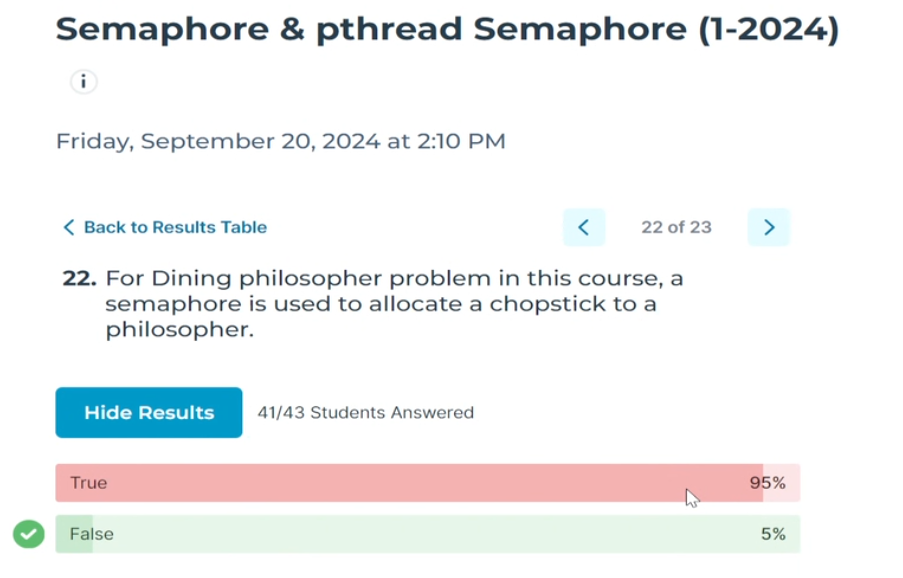 Semaphore & pthread Semaphore (1-2024)
i
Friday, September 20, 2024 at 2:10 PM
Back to Results Table
22 of 23
22. For Dining philosopher problem in this course, a
semaphore is used to allocate a chopstick to a
philosopher.
Hide Results
41/43 Students Answered
True 95%
False 5%